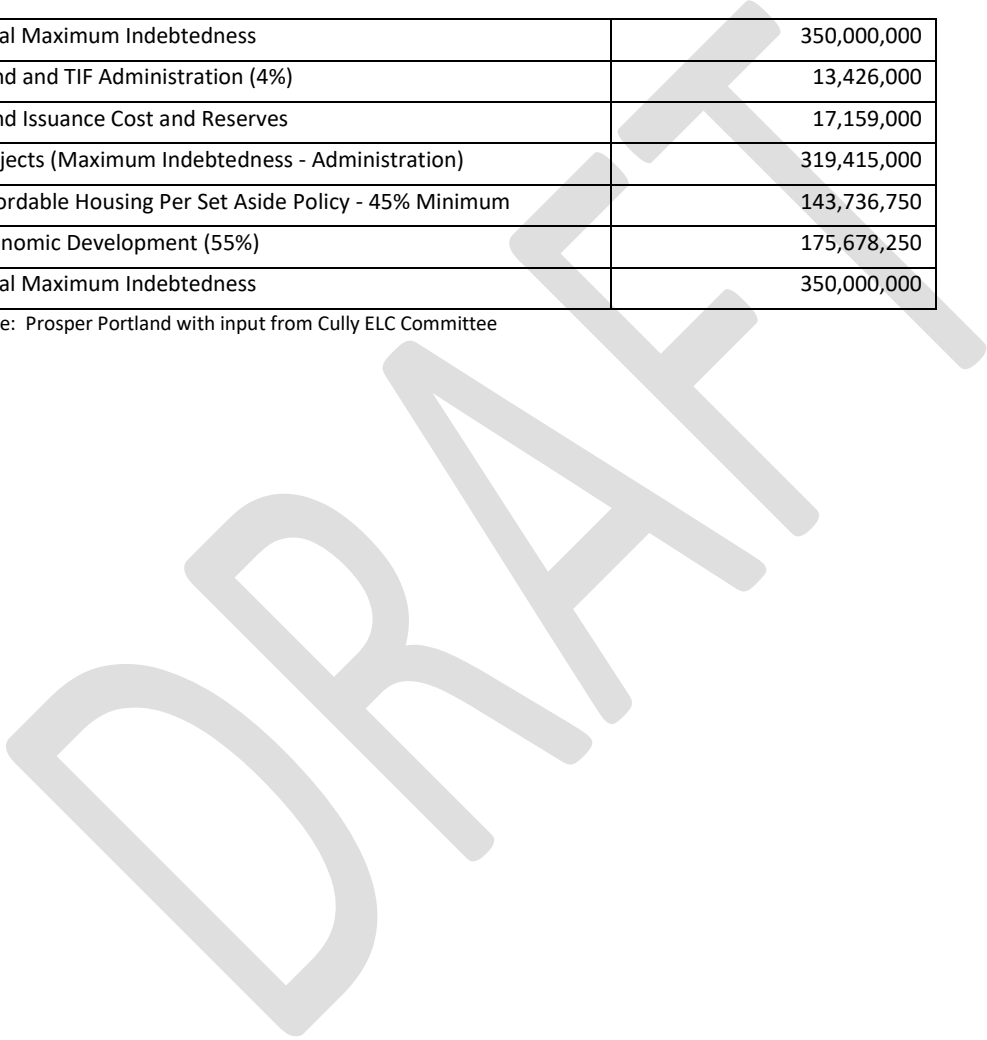 al Maximum Indebtedness 350,000,000
nd and TIF Administration (4%) 13,426,000
nd Issuance Cost and Reserves 17,159,000
jects (Maximum Indebtedness - Administration) 319,415,000
ordable Housing Per Set Aside Policy - 45% Minimum 143,736,750
nomic Development (55%) 175,678,250
al Maximum Indebtedness 350,000,000
e: Prosper Portland with input from Cully ELC Committee
DRAFT